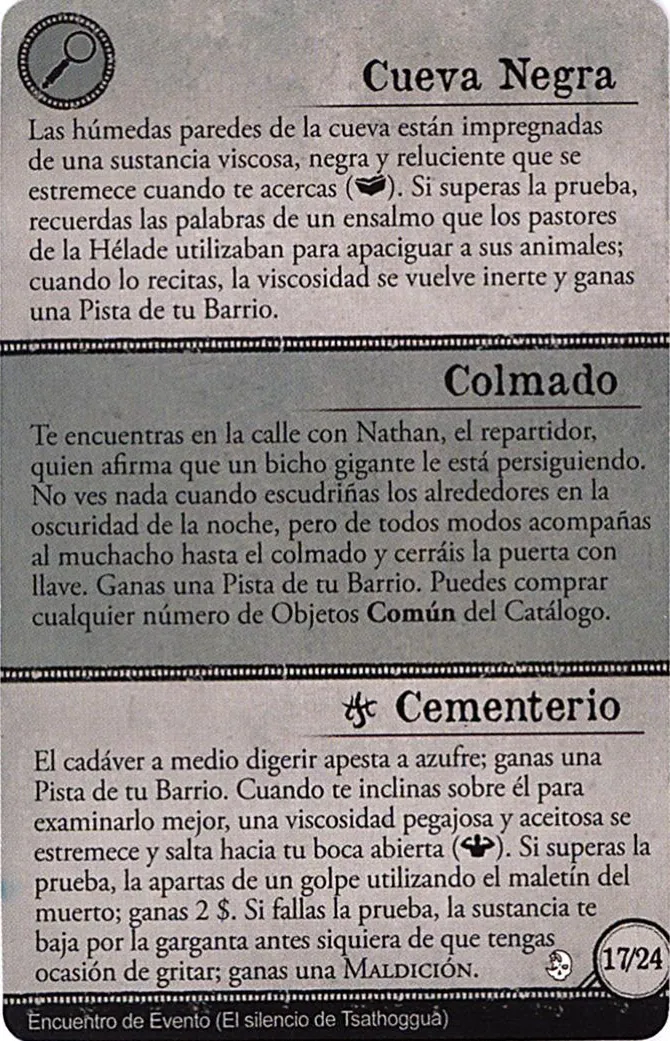 Cueva Negra
Las húmedas paredes de la cueva están impregnadas
de una sustancia viscosa, negra y reluciente que se
estremece cuando te acercas (). Si superas la prueba,
recuerdas las palabras de un ensalmo que los pastores
de la Hélade utilizaban para apaciguar a sus animales;
cuando lo recitas, la viscosidad se vuelve inerte y ganas
una Pista de tu Barrio.
Colmado
Te encuentras en la calle con Nathan, el repartidor,
quien afirma que un bicho gigante le está persiguiendo.
No ves nada cuando escudriñas los alrededores en la
oscuridad de la noche, pero de todos modos acompañas
al muchacho hasta el colmado y cerráis la puerta con
llave. Ganas una Pista de tu Barrio. Puedes comprar
cualquier número de Objetos Común del Catálogo.
Cementerio
El cadáver a medio digerir apesta a azufre; ganas una
Pista de tu Barrio. Cuando te inclinas sobre él para
examinarlo mejor, una viscosidad pegajosa y aceitosa se
estremece y salta hacia tu boca abierta (). Si superas la
prueba, la apartas de un golpe utilizando el maletín del
muerto; ganas 2 $. Si fallas la prueba, la sustancia te
baja por la garganta antes siquiera de que tengas
ocasión de gritar; ganas una MALDICIÓN.
17/24
Encuentro de Evento (El silencio de Tsathoggua)